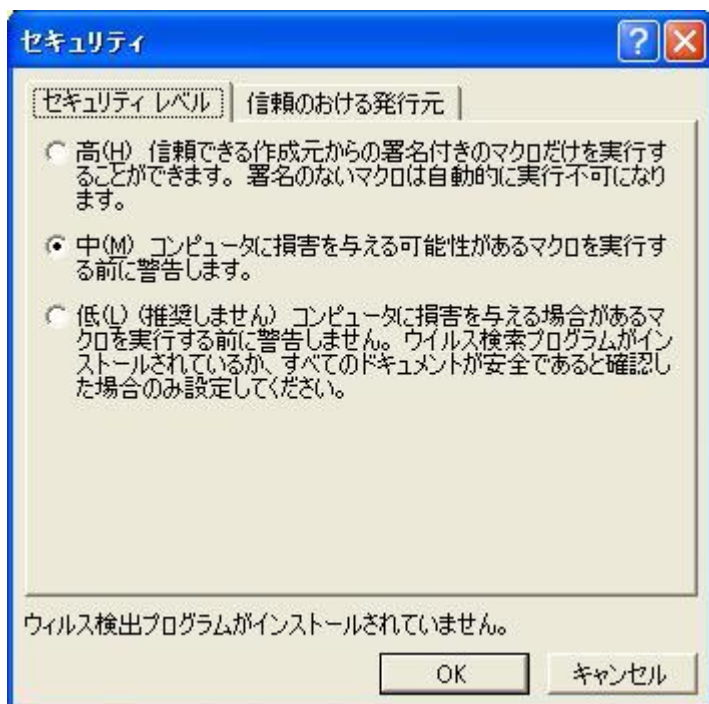 セキュリティ
セキュリティ レベル 信頼のおける発行元
高(H) 信頼できる作成元からの署名付きのマクロだけを実行す
ることができます。署名のないマクロは自動的に実行不可になり
ます。
中(M) コンピュータに損害を与える可能性があるマクロを実行す
る前に警告します。
低(L) (推奨しません) コンピュータに損害を与える場合があるマ
クロを実行する前に警告しません。ウイルス検索プログラムがイン
ストールされているか、すべてのドキュメントが安全であると確認し
た場合のみ設定してください。
ウィルス検出プログラムがインストールされていません。
OK キャンセル